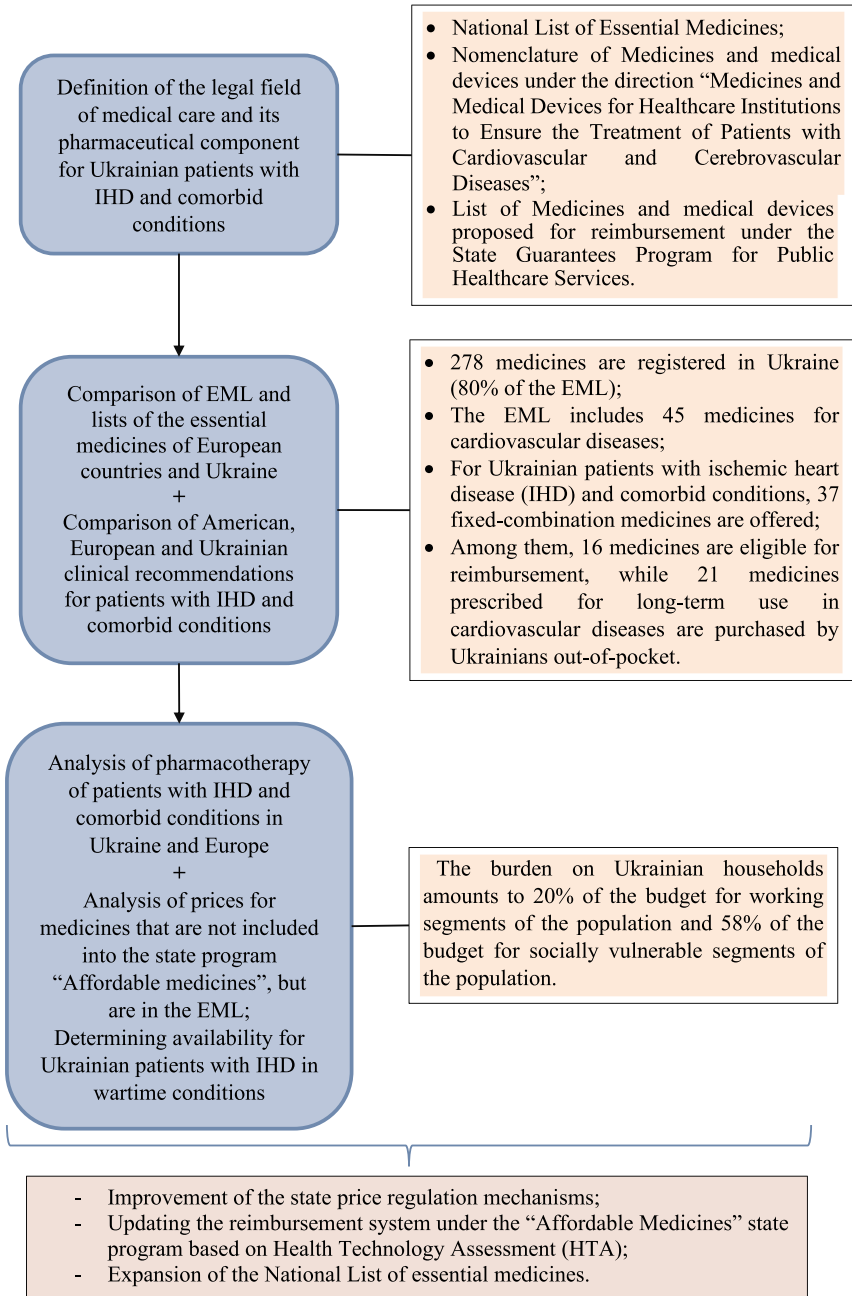 Definition of the legal field
of medical care and its
pharmaceutical component
for Ukrainian patients with
IHD and comorbid
conditions
• National List of Essential Medicines;
• Nomenclature of Medicines and medical
devices under the direction “Medicines and
Medical Devices for Healthcare Institutions
to Ensure the Treatment of Patients with
Cardiovascular and Cerebrovascular
Diseases”;
• List of Medicines and medical devices
proposed for reimbursement under the
State Guarantees Program for Public
Healthcare Services.
Comparison of EML and
lists of the essential
medicines of European
countries and Ukraine
+
Comparison of American,
European and Ukrainian
clinical recommendations
for patients with IHD and
comorbid conditions
• 278 medicines are registered in Ukraine
(80% of the EML);
• The EML includes 45 medicines for
cardiovascular diseases;
• For Ukrainian patients with ischemic heart
disease (IHD) and comorbid conditions, 37
fixed-combination medicines are offered;
• Among them, 16 medicines are eligible for
reimbursement, while 21 medicines
prescribed for long-term use in
cardiovascular diseases are purchased by
Ukrainians out-of-pocket.
Analysis of pharmacotherapy
of patients with IHD and
comorbid conditions in
Ukraine and Europe
+
Analysis of prices for
medicines that are not included
into the state program
“Affordable medicines”, but
are in the EML;
Determining availability for
Ukrainian patients with IHD in
wartime conditions
The burden on Ukrainian households
amounts to 20% of the budget for working
segments of the population and 58% of the
budget for socially vulnerable segments of
the population.
- Improvement of the state price regulation mechanisms;
- Updating the reimbursement system under the “Affordable Medicines” state
program based on Health Technology Assessment (HTA);
- Expansion of the National List of essential medicines.